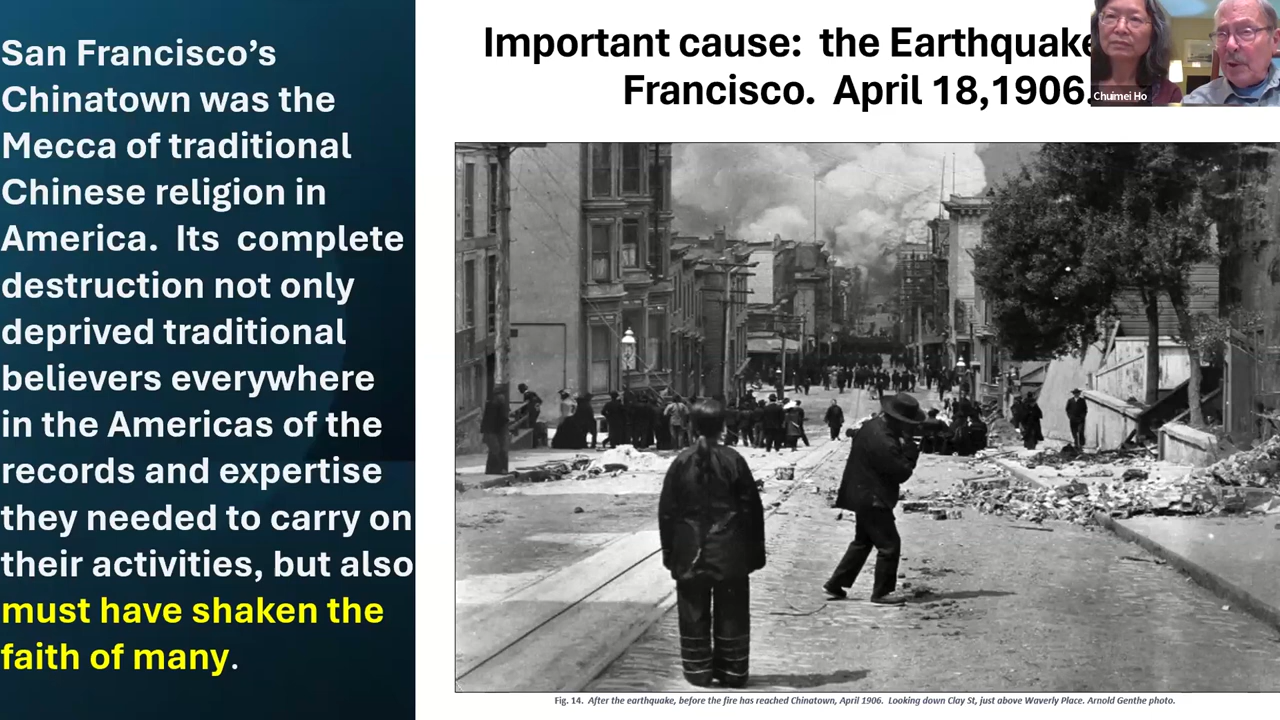 San Francisco’s
Chinatown was the
Mecca of traditional
Chinese religion in
America.  Its  complete
destruction not only
deprived traditional
believers everywhere
in the Americas of the
records and expertise
they needed to carry on
their activities, but also
must have shaken the
faith of many.
Important cause:  the Earthquake
Francisco.  April 18,1906.
Chuimei Ho
Fig. 14.  After the earthquake, before the fire has reached Chinatown, April 1906.  Looking down Clay St, just above Waverly Place. Arnold Genthe photo.